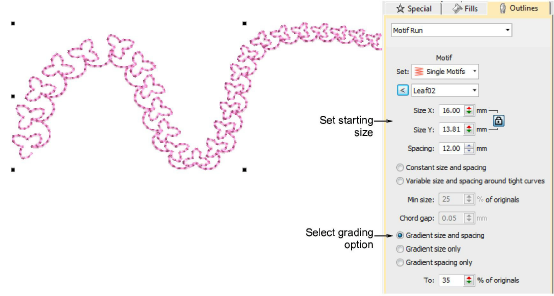 Special Fills Outlines
Motif Run
Motif
Set: Single Motifs
< Leaf02
Size X: 16.00 mm
Set starting
size
Size Y: 13.81 mm
Spacing: 12.00 mm
Constant size and spacing
Variable size and spacing around tight curves
Min size: 25 % of originals
Chord gap: 0.05 mm
Select grading
option
Gradient size and spacing
Gradient size only
Gradient spacing only
To: 35 % of originals